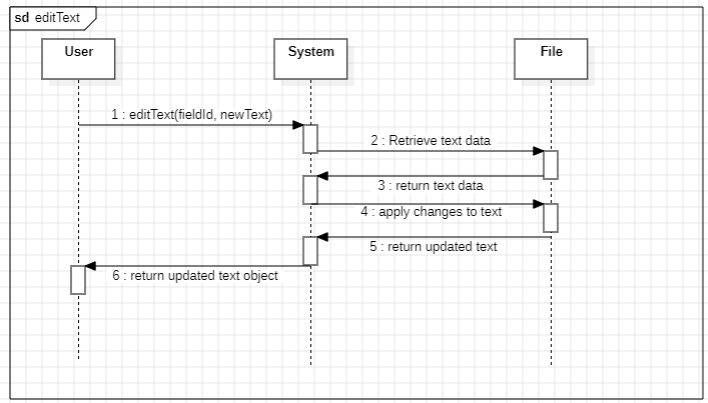 sd editText
User
System
File
1 : editText(fieldId, newText)
2 : Retrieve text data
3 : return text data
4 : apply changes to text
5 : return updated text
6 : return updated text object